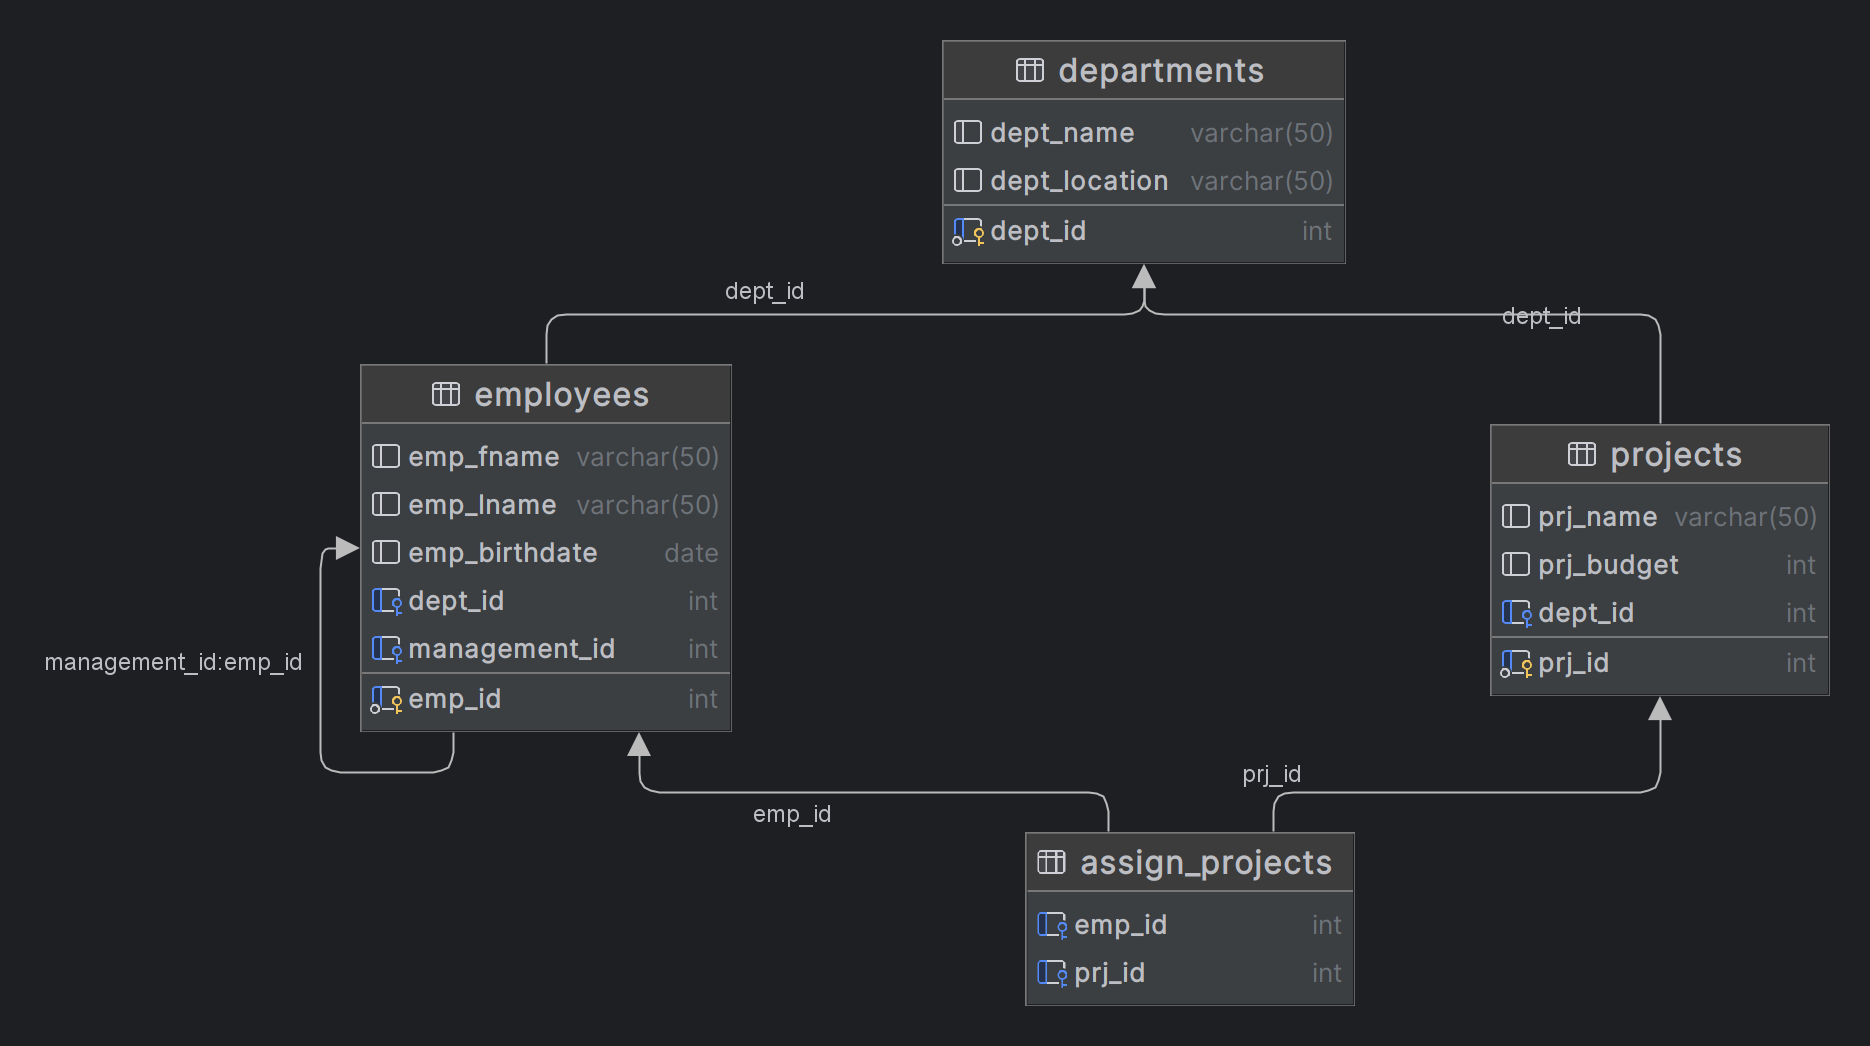 departments
dept_name varchar(50)
dept_location varchar(50)
dept_id int
dept_id
dept_id
employees
emp_fname varchar(50)
emp_lname varchar(50)
emp_birthdate date
dept_id int
management_id int
emp_id int
management_id:emp_id
projects
prj_name varchar(50)
prj_budget int
dept_id int
prj_id int
emp_id
prj_id
assign_projects
emp_id int
prj_id int